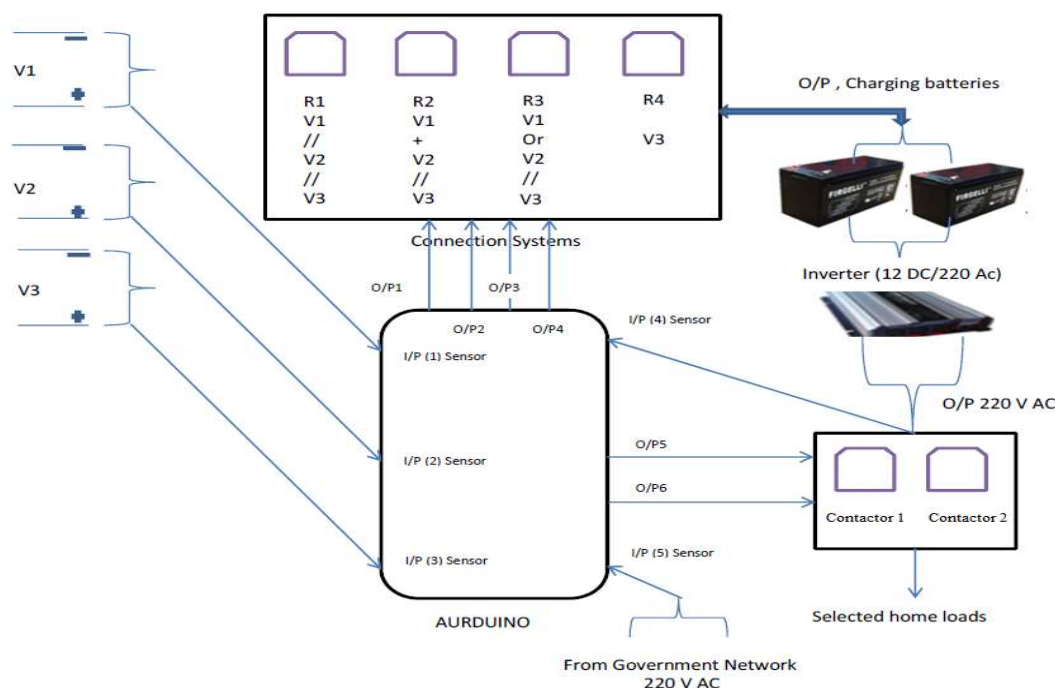 V1
V2
V3
R1
V1
//
V2
//
V3
R2
V1
+
V2
//
V3
R3
V1
Or
V2
//
V3
R4
V3
Connection Systems
O/P , Charging batteries
FIRGELLI
FIRGELLI
Inverter (12 DC/220 Ac)
O/P 220 V AC
O/P1
O/P2
O/P3
O/P4
I/P (1) Sensor
I/P (2) Sensor
I/P (3) Sensor
I/P (4) Sensor
O/P5
O/P6
I/P (5) Sensor
AURDUINO
Contactor 1
Contactor 2
Selected home loads
From Government Network
220 V AC